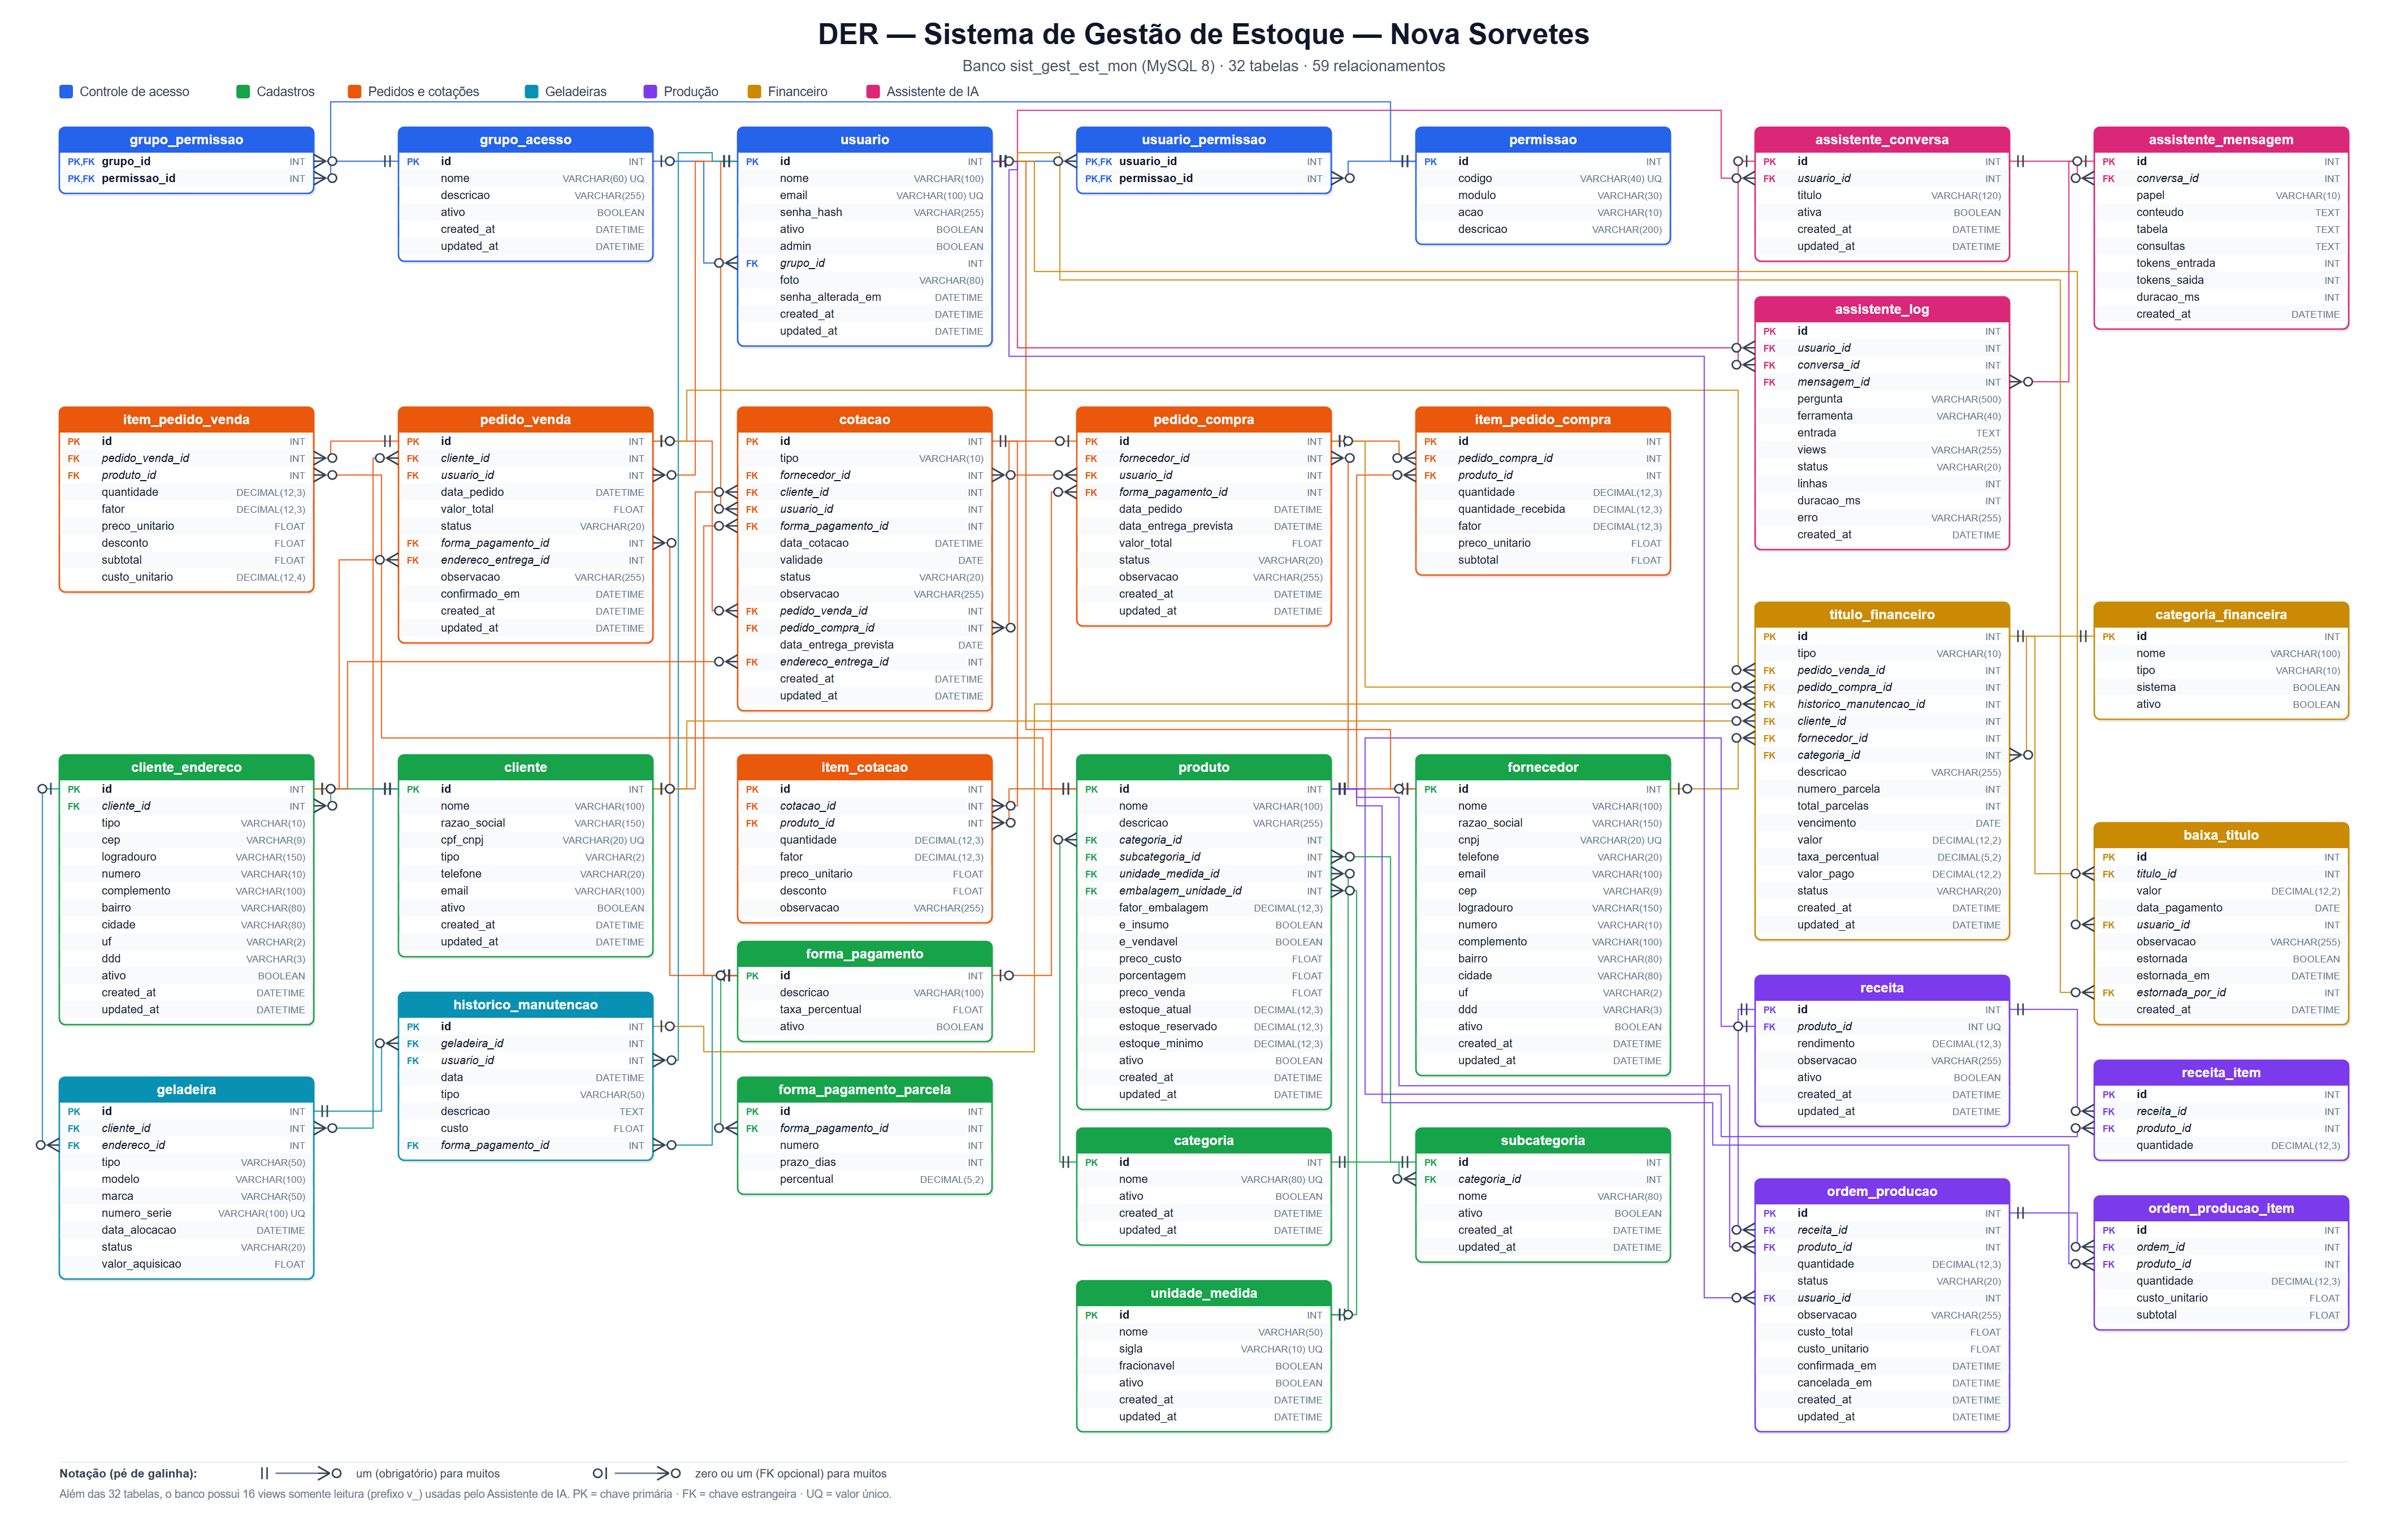 DER — Sistema de Gestão de Estoque — Nova Sorvetes
Banco sist_gest_est_mon (MySQL 8) · 32 tabelas · 59 relacionamentos
Controle de acesso
Cadastros
Pedidos e cotações
Geladeiras
Produção
Financeiro
Assistente de IA
grupo_permissao
PK,FK grupo_id INT
PK,FK permissao_id INT
grupo_acesso
PK id INT
nome VARCHAR(60) UQ
descricao VARCHAR(255)
ativo BOOLEAN
created_at DATETIME
updated_at DATETIME
usuario
PK id INT
nome VARCHAR(100)
email VARCHAR(100) UQ
senha_hash VARCHAR(255)
ativo BOOLEAN
admin BOOLEAN
FK grupo_id INT
foto VARCHAR(80)
senha_alterada_em DATETIME
created_at DATETIME
updated_at DATETIME
usuario_permissao
PK,FK usuario_id INT
PK,FK permissao_id INT
permissao
PK id INT
codigo VARCHAR(40) UQ
modulo VARCHAR(30)
acao VARCHAR(10)
descricao VARCHAR(200)
assistente_conversa
PK id INT
FK usuario_id INT
titulo VARCHAR(120)
ativa BOOLEAN
created_at DATETIME
updated_at DATETIME
assistente_mensagem
PK id INT
FK conversa_id INT
papel VARCHAR(10)
conteudo TEXT
tabela TEXT
consultas TEXT
tokens_entrada INT
tokens_saida INT
duracao_ms INT
created_at DATETIME
assistente_log
PK id INT
FK usuario_id INT
FK conversa_id INT
FK mensagem_id INT
pergunta VARCHAR(500)
ferramenta VARCHAR(40)
entrada TEXT
views VARCHAR(255)
status VARCHAR(20)
linhas INT
duracao_ms INT
erro VARCHAR(255)
created_at DATETIME
item_pedido_venda
PK id INT
FK pedido_venda_id INT
FK produto_id INT
quantidade DECIMAL(12,3)
fator DECIMAL(12,3)
preco_unitario FLOAT
desconto FLOAT
subtotal FLOAT
custo_unitario DECIMAL(12,4)
pedido_venda
PK id INT
FK cliente_id INT
FK usuario_id INT
data_pedido DATETIME
valor_total FLOAT
status VARCHAR(20)
FK forma_pagamento_id INT
FK endereco_entrega_id INT
observacao VARCHAR(255)
confirmado_em DATETIME
created_at DATETIME
updated_at DATETIME
cotacao
PK id INT
tipo VARCHAR(10)
FK fornecedor_id INT
FK cliente_id INT
FK usuario_id INT
FK forma_pagamento_id INT
data_cotacao DATETIME
validade DATE
status VARCHAR(20)
observacao VARCHAR(255)
FK pedido_venda_id INT
FK pedido_compra_id INT
data_entrega_prevista DATE
FK endereco_entrega_id INT
created_at DATETIME
updated_at DATETIME
pedido_compra
PK id INT
FK fornecedor_id INT
FK usuario_id INT
FK forma_pagamento_id INT
data_pedido DATETIME
data_entrega_prevista DATETIME
valor_total FLOAT
status VARCHAR(20)
observacao VARCHAR(255)
created_at DATETIME
updated_at DATETIME
item_pedido_compra
PK id INT
FK pedido_compra_id INT
FK produto_id INT
quantidade DECIMAL(12,3)
quantidade_recebida DECIMAL(12,3)
fator DECIMAL(12,3)
preco_unitario FLOAT
subtotal FLOAT
titulo_financeiro
PK id INT
tipo VARCHAR(10)
FK pedido_venda_id INT
FK pedido_compra_id INT
FK historico_manutencao_id INT
FK cliente_id INT
FK fornecedor_id INT
FK categoria_id INT
descricao VARCHAR(255)
numero_parcela INT
total_parcelas INT
vencimento DATE
valor DECIMAL(12,2)
taxa_percentual DECIMAL(5,2)
valor_pago DECIMAL(12,2)
status VARCHAR(20)
created_at DATETIME
updated_at DATETIME
categoria_financeira
PK id INT
nome VARCHAR(100)
tipo VARCHAR(10)
sistema BOOLEAN
ativo BOOLEAN
cliente_endereco
PK id INT
FK cliente_id INT
tipo VARCHAR(10)
cep VARCHAR(9)
logradouro VARCHAR(150)
numero VARCHAR(10)
complemento VARCHAR(100)
bairro VARCHAR(80)
cidade VARCHAR(80)
uf VARCHAR(2)
ddd VARCHAR(3)
ativo BOOLEAN
created_at DATETIME
updated_at DATETIME
cliente
PK id INT
nome VARCHAR(100)
razao_social VARCHAR(150)
cpf_cnpj VARCHAR(20) UQ
tipo VARCHAR(2)
telefone VARCHAR(20)
email VARCHAR(100)
ativo BOOLEAN
created_at DATETIME
updated_at DATETIME
item_cotacao
PK id INT
FK cotacao_id INT
FK produto_id INT
quantidade DECIMAL(12,3)
fator DECIMAL(12,3)
preco_unitario FLOAT
desconto FLOAT
observacao VARCHAR(255)
produto
PK id INT
nome VARCHAR(100)
descricao VARCHAR(255)
FK categoria_id INT
FK subcategoria_id INT
FK unidade_medida_id INT
FK embalagem_unidade_id INT
fator_embalagem DECIMAL(12,3)
e_insumo BOOLEAN
e_vendavel BOOLEAN
preco_custo FLOAT
porcentagem FLOAT
preco_venda FLOAT
estoque_atual DECIMAL(12,3)
estoque_reservado DECIMAL(12,3)
estoque_minimo DECIMAL(12,3)
ativo BOOLEAN
created_at DATETIME
updated_at DATETIME
fornecedor
PK id INT
nome VARCHAR(100)
razao_social VARCHAR(150)
cnpj VARCHAR(20) UQ
telefone VARCHAR(20)
email VARCHAR(100)
cep VARCHAR(9)
logradouro VARCHAR(150)
numero VARCHAR(10)
complemento VARCHAR(100)
bairro VARCHAR(80)
cidade VARCHAR(80)
uf VARCHAR(2)
ddd VARCHAR(3)
ativo BOOLEAN
created_at DATETIME
updated_at DATETIME
baixa_titulo
PK id INT
FK titulo_id INT
valor DECIMAL(12,2)
data_pagamento DATE
FK usuario_id INT
observacao VARCHAR(255)
estornada BOOLEAN
estornada_em DATETIME
FK estornada_por_id INT
created_at DATETIME
forma_pagamento
PK id INT
descricao VARCHAR(100)
taxa_percentual FLOAT
ativo BOOLEAN
historico_manutencao
PK id INT
FK geladeira_id INT
FK usuario_id INT
data DATETIME
tipo VARCHAR(50)
descricao TEXT
custo FLOAT
FK forma_pagamento_id INT
receita
PK id INT
FK produto_id INT UQ
rendimento DECIMAL(12,3)
observacao VARCHAR(255)
ativo BOOLEAN
created_at DATETIME
updated_at DATETIME
receita_item
PK id INT
FK receita_id INT
FK produto_id INT
quantidade DECIMAL(12,3)
geladeira
PK id INT
FK cliente_id INT
FK endereco_id INT
tipo VARCHAR(50)
modelo VARCHAR(100)
marca VARCHAR(50)
numero_serie VARCHAR(100) UQ
data_alocacao DATETIME
status VARCHAR(20)
valor_aquisicao FLOAT
forma_pagamento_parcela
PK id INT
FK forma_pagamento_id INT
numero INT
prazo_dias INT
percentual DECIMAL(5,2)
categoria
PK id INT
nome VARCHAR(80) UQ
ativo BOOLEAN
created_at DATETIME
updated_at DATETIME
subcategoria
PK id INT
FK categoria_id INT
nome VARCHAR(80)
ativo BOOLEAN
created_at DATETIME
updated_at DATETIME
ordem_producao
PK id INT
FK receita_id INT
FK produto_id INT
quantidade DECIMAL(12,3)
status VARCHAR(20)
FK usuario_id INT
observacao VARCHAR(255)
custo_total FLOAT
custo_unitario FLOAT
confirmada_em DATETIME
cancelada_em DATETIME
created_at DATETIME
updated_at DATETIME
ordem_producao_item
PK id INT
FK ordem_id INT
FK produto_id INT
quantidade DECIMAL(12,3)
custo_unitario FLOAT
subtotal FLOAT
unidade_medida
PK id INT
nome VARCHAR(50)
sigla VARCHAR(10) UQ
fracionavel BOOLEAN
ativo BOOLEAN
created_at DATETIME
updated_at DATETIME
Notação (pé de galinha): um (obrigatório) para muitos zero ou um (FK opcional) para muitos
Além das 32 tabelas, o banco possui 16 views somente leitura (prefixo v_) usadas pelo Assistente de IA. PK = chave primária · FK = chave estrangeira · UQ = valor único.